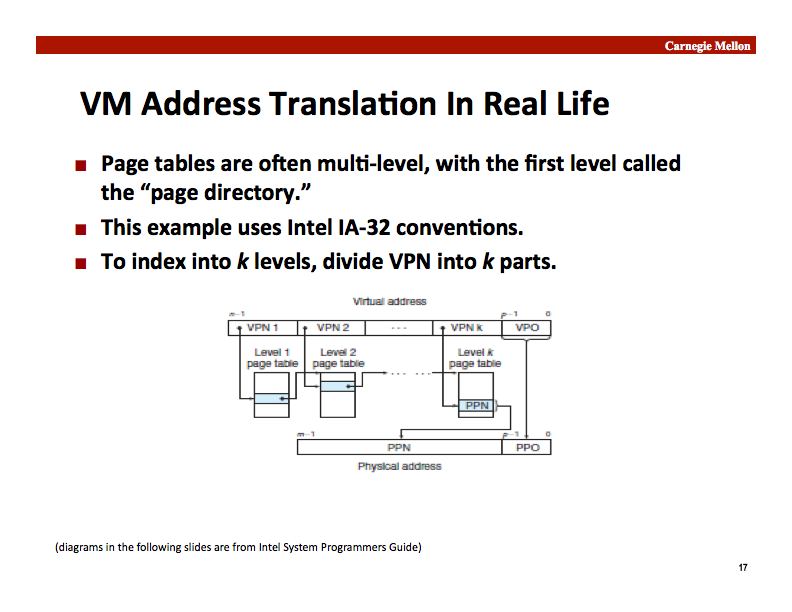 Carnegie Mellon
VM Address Translation In Real Life
Page tables are often multi-level, with the first level called
the “page directory.”
This example uses Intel IA-32 conventions.
To index into k levels, divide VPN into k parts.
Virtual address
n-1 p-1 0
VPN 1 VPN 2 ... VPN k VPO
Level 1 Level 2 Level k
page table page table page table
... ...
PPN
m-1 p-1 0
PPN PPO
Physical address
(diagrams in the following slides are from Intel System Programmers Guide)
17